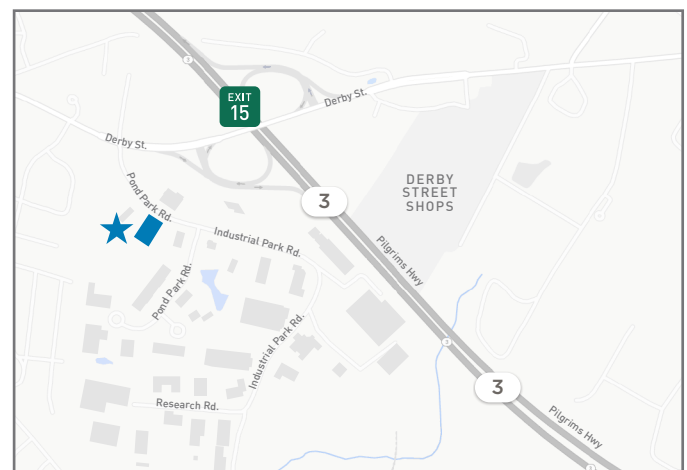 EXIT
15
Derby St.
Derby St.
DERBY
STREET
SHOPS
Pond Park Rd.
3
Industrial Park Rd.
Pilgrims Hwy
Pond Park Rd.
Industrial Park Rd.
3
Research Rd.
Pilgrims Hwy